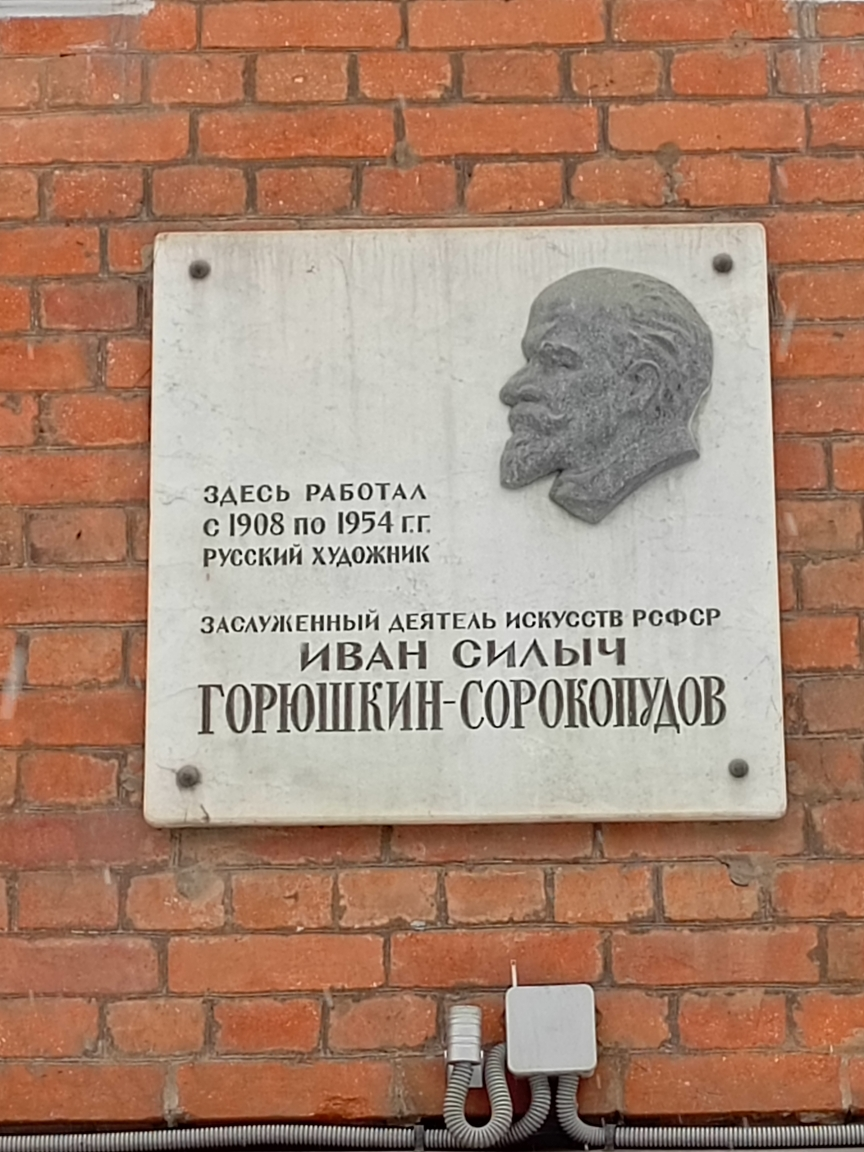 ЗДЕСЬ РАБОТАЛ
С 1908 ПО 1954 Г.Г.
РУССКИЙ ХУДОЖНИК
ЗАСЛУЖЕННЫЙ ДЕЯТЕЛЬ ИСКУССТВ РСФСР
ИВАН СИЛЫЧ
ГОРЮШКИН-СОРОКОПУДОВ